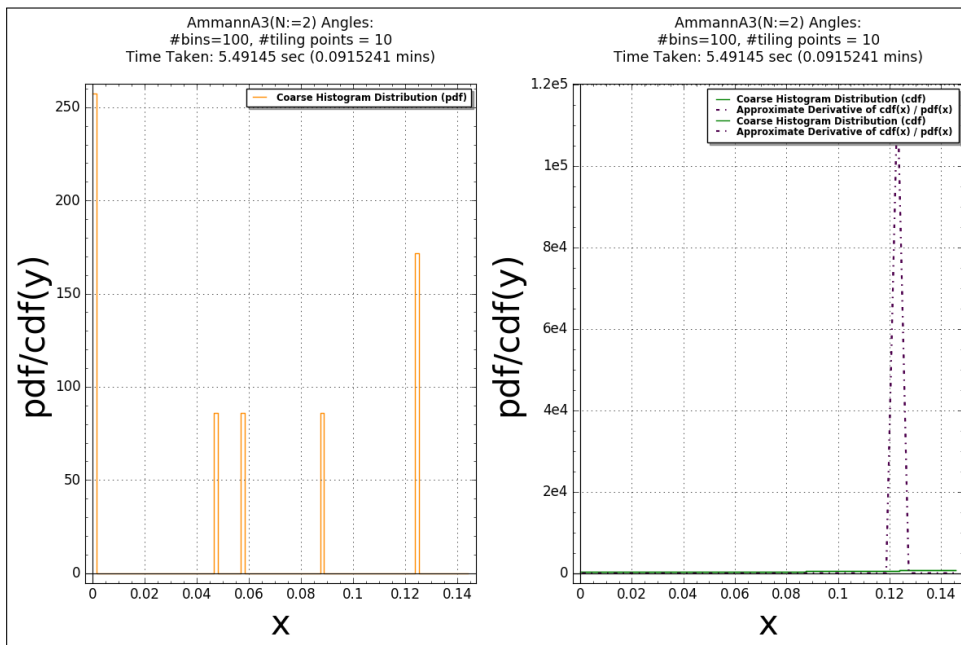 AmmannA3(N:=2) Angles:
#bins=100, #tiling points = 10
Time Taken: 5.49145 sec (0.0915241 mins)
Coarse Histogram Distribution (pdf)
250
200
150
100
50
0
pdf/cdf(y)
0
0.02
0.04
0.06
0.08
0.1
0.12
0.14
x
AmmannA3(N:=2) Angles:
#bins=100, #tiling points = 10
Time Taken: 5.49145 sec (0.0915241 mins)
Coarse Histogram Distribution (cdf)
Approximate Derivative of cdf(x) / pdf(x)
Coarse Histogram Distribution (cdf)
Approximate Derivative of cdf(x) / pdf(x)
1.2e5
1e5
8e4
6e4
4e4
2e4
0
pdf/cdf(y)
0
0.02
0.04
0.06
0.08
0.1
0.12
0.14
x